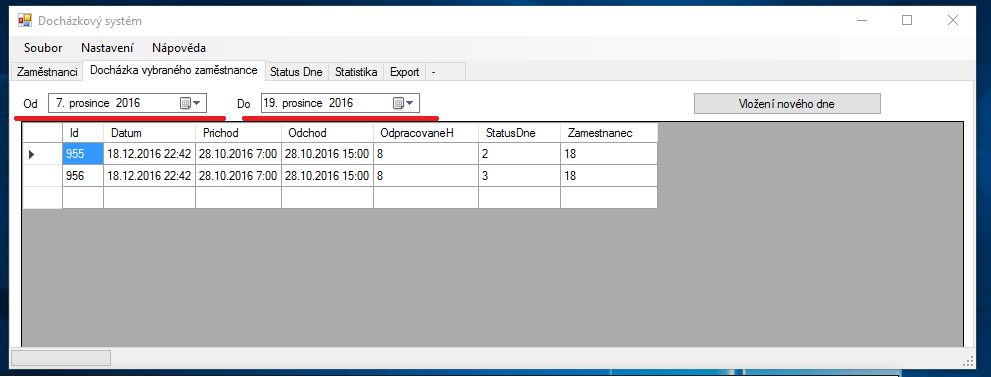 Docházkový systém
Soubor Nastavení Nápověda
Zaměstnanci Docházka vybraného zaměstnance Status Dne Statistika Export -
Od 7. prosince 2016 Do 19. prosince 2016 Vložení nového dne
Id Datum Prichod Odchod OdpracovaneH StatusDne Zamestnanec
955 18.12.2016 22:42 28.10.2016 7:00 28.10.2016 15:00 8 2 18
956 18.12.2016 22:42 28.10.2016 7:00 28.10.2016 15:00 8 3 18